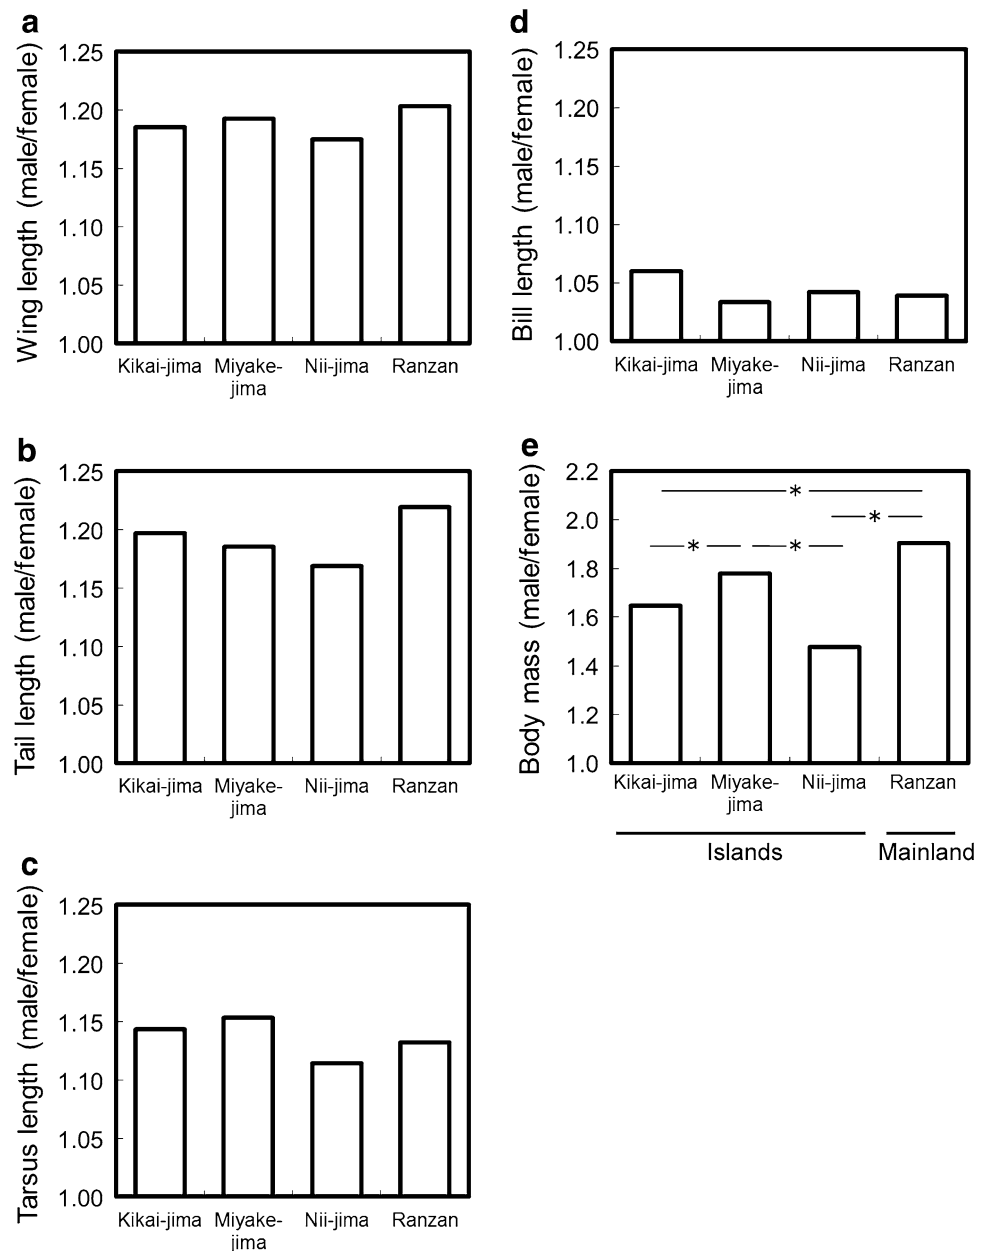 a
Wing length (male/female)
1.25
1.20
1.15
1.10
1.05
1.00
Kikai-jima Miyake- Nii-jima Ranzan
jima
b
Tail length (male/female)
1.25
1.20
1.15
1.10
1.05
1.00
Kikai-jima Miyake- Nii-jima Ranzan
jima
c
Tarsus length (male/female)
1.25
1.20
1.15
1.10
1.05
1.00
Kikai-jima Miyake- Nii-jima Ranzan
jima
d
Bill length (male/female)
1.25
1.20
1.15
1.10
1.05
1.00
Kikai-jima Miyake- Nii-jima Ranzan
jima
e
Body mass (male/female)
2.2
2.0
1.8
1.6
1.4
1.2
1.0
*
*
* *
Kikai-jima Miyake- Nii-jima Ranzan
jima
Islands Mainland